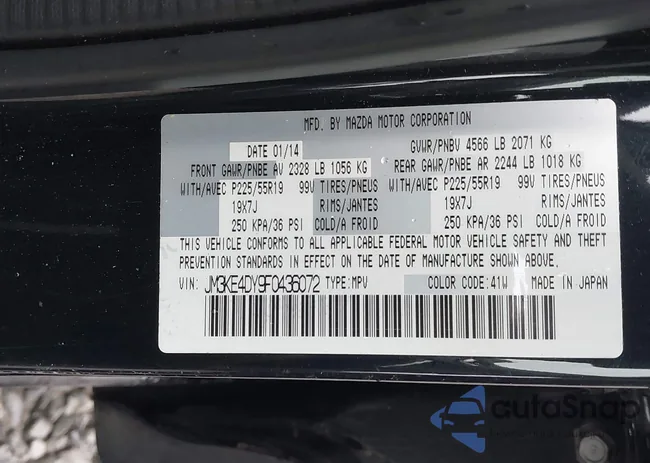 MFD. BY MAZDA MOTOR CORPORATION
DATE 01/14 GVWR/PNBV 4566 LB 2071 KG
FRONT GAWR/PNBE AV 2328 LB 1056 KG REAR GAWR/PNBE AR 2244 LB 1018 KG
WITH/AVEC P225/55R19 99V TIRES/PNEUS WITH/AVEC P225/55R19 99V TIRES/PNEUS
19X7J RIMS/JANTES 19X7J RIMS/JANTES
250 KPA/36 PSI COLD/A FROID 250 KPA/36 PSI COLD/A FROID
THIS VEHICLE CONFORMS TO ALL APPLICABLE FEDERAL MOTOR VEHICLE SAFETY AND THEFT
PREVENTION STANDARDS IN EFFECT ON THE DATE OF MANUFACTURE SHOWN ABOVE.
VIN: JM3KE4DY9F0436072 TYPE: MPV COLOR CODE: 41W MADE IN JAPAN
autoSnap